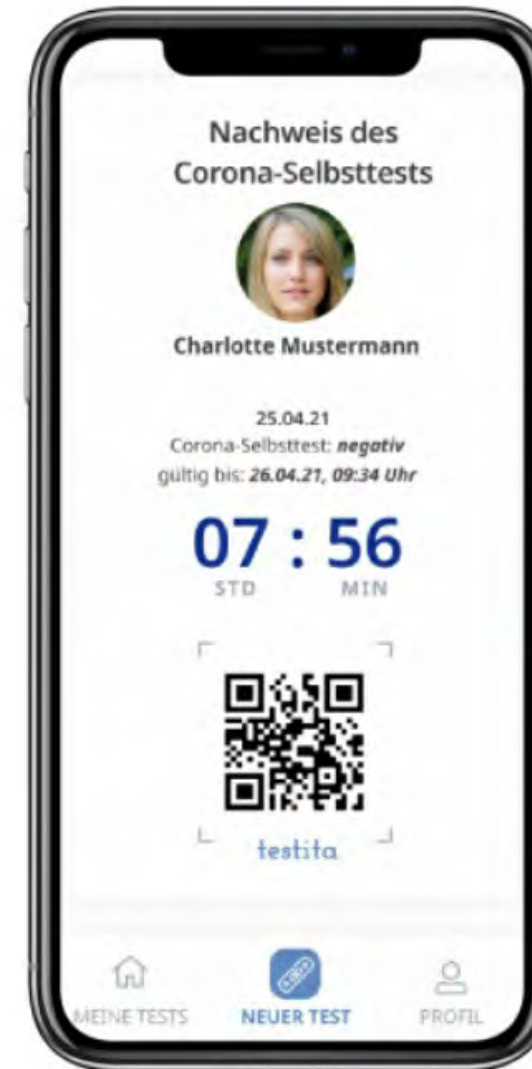 Nachweis des
Corona-Selbsttests
Charlotte Mustermann
25.04.21
Corona-Selbsttest: negativ
gültig bis: 26.04.21, 09:34 Uhr
07 : 56
STD MIN
testita
MEINE TESTS NEUER TEST PROFIL